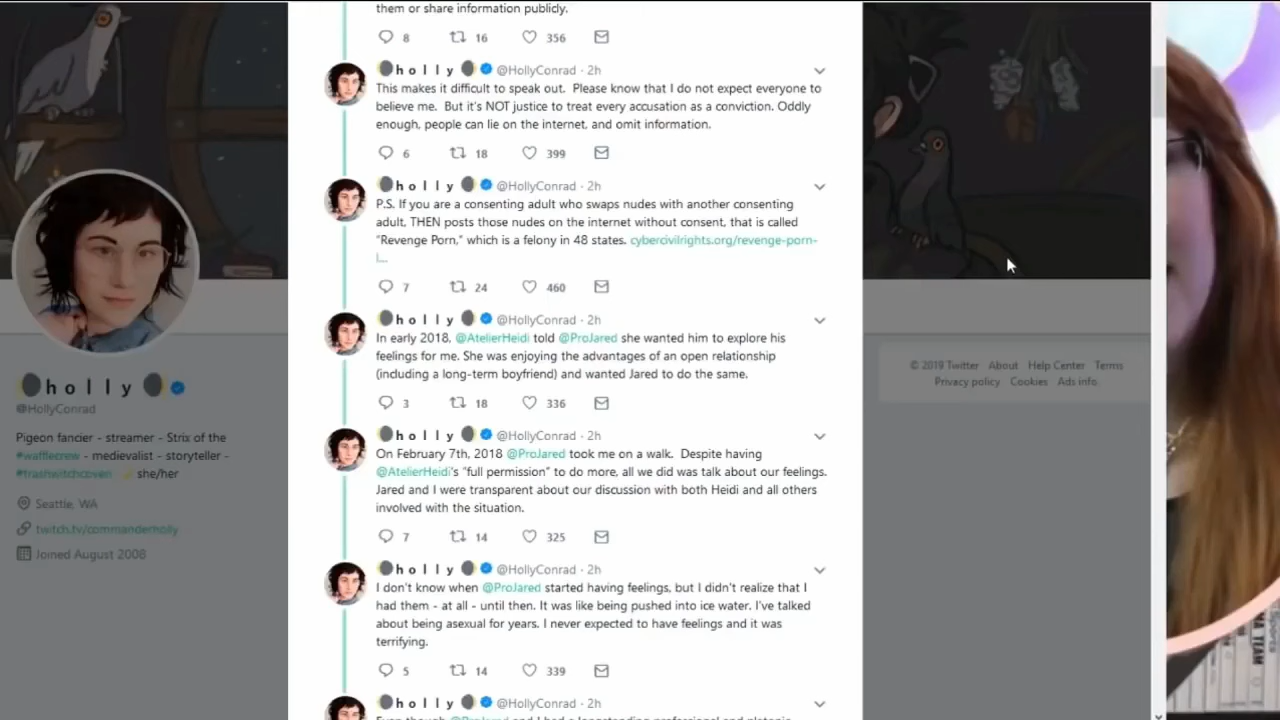 them or share information publicly.
8 16 356
holly @HollyConrad · 2h
This makes it difficult to speak out. Please know that I do not expect everyone to
believe me. But it's NOT justice to treat every accusation as a conviction. Oddly
enough, people can lie on the internet, and omit information.
6 18 399
holly @HollyConrad · 2h
P.S. If you are a consenting adult who swaps nudes with another consenting
adult, THEN posts those nudes on the internet without consent, that is called
"Revenge Porn," which is a felony in 48 states. cybercivilrights.org/revenge-porn-
l...
7 24 460
holly @HollyConrad · 2h
In early 2018, @AtelierHeidi told @ProJared she wanted him to explore his
feelings for me. She was enjoying the advantages of an open relationship
(including a long-term boyfriend) and wanted Jared to do the same.
3 18 336
holly @HollyConrad · 2h
On February 7th, 2018 @ProJared took me on a walk. Despite having
@AtelierHeidi's "full permission" to do more, all we did was talk about our feelings.
Jared and I were transparent about our discussion with both Heidi and all others
involved with the situation.
7 14 325
holly @HollyConrad · 2h
I don't know when @ProJared started having feelings, but I didn't realize that I
had them - at all - until then. It was like being pushed into ice water. I've talked
about being asexual for years. I never expected to have feelings and it was
terrifying.
5 14 339
holly @HollyConrad · 2h
holly
@HollyConrad
Pigeon fancier - streamer - Strix of the
#wafflecrew - medievalist - storyteller -
#trashwitchcoven she/her
Seattle, WA
twitch.tv/commanderholly
Joined August 2008
© 2019 Twitter About Help Center Terms
Privacy policy Cookies Ads info